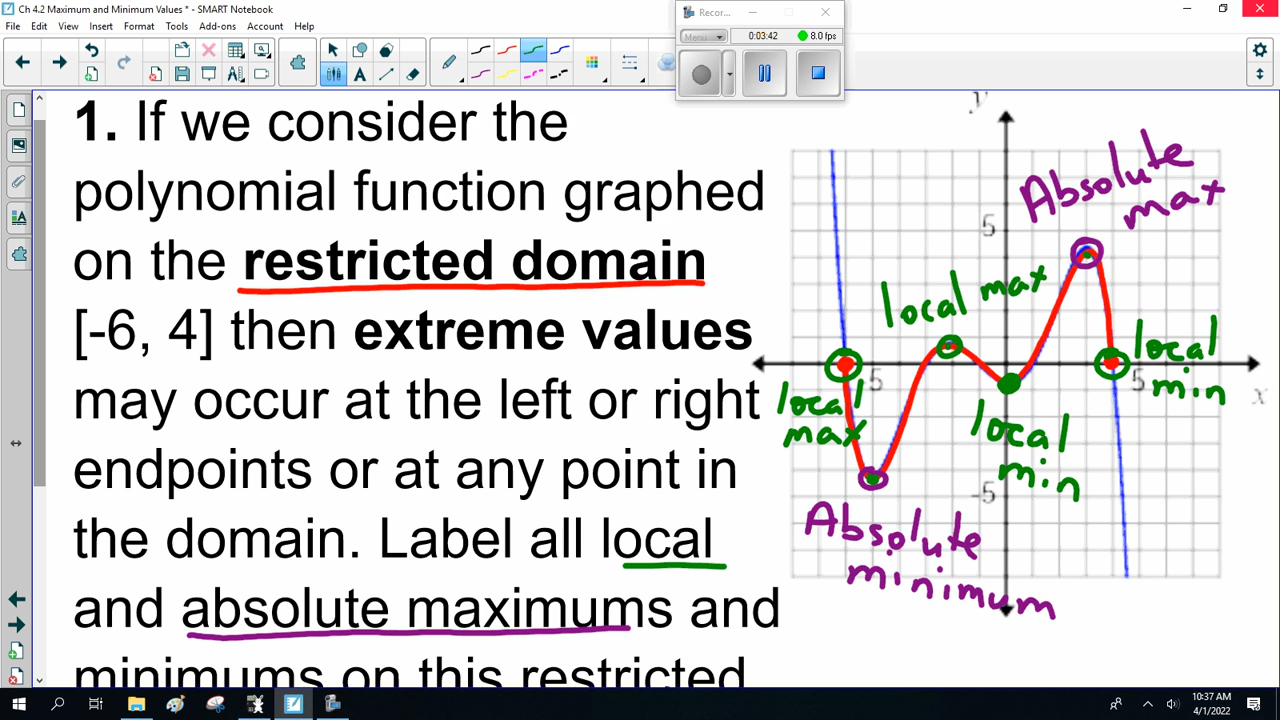 Ch 4.2 Maximum and Minimum Values * - SMART Notebook
File Edit View Insert Format Tools Add-ons Account Help
Recor...
Menu 0:03:42 8.0 fps
1. If we consider the
polynomial function graphed
on the restricted domain
[-6, 4] then extreme values
may occur at the left or right
endpoints or at any point in
the domain. Label all local
and absolute maximums and
minimums on this restricted
y
Absolute
max
5
local max
local
min
5
5
x
local
max
local
min
-5
Absolute
minimum
10:37 AM
4/1/2022